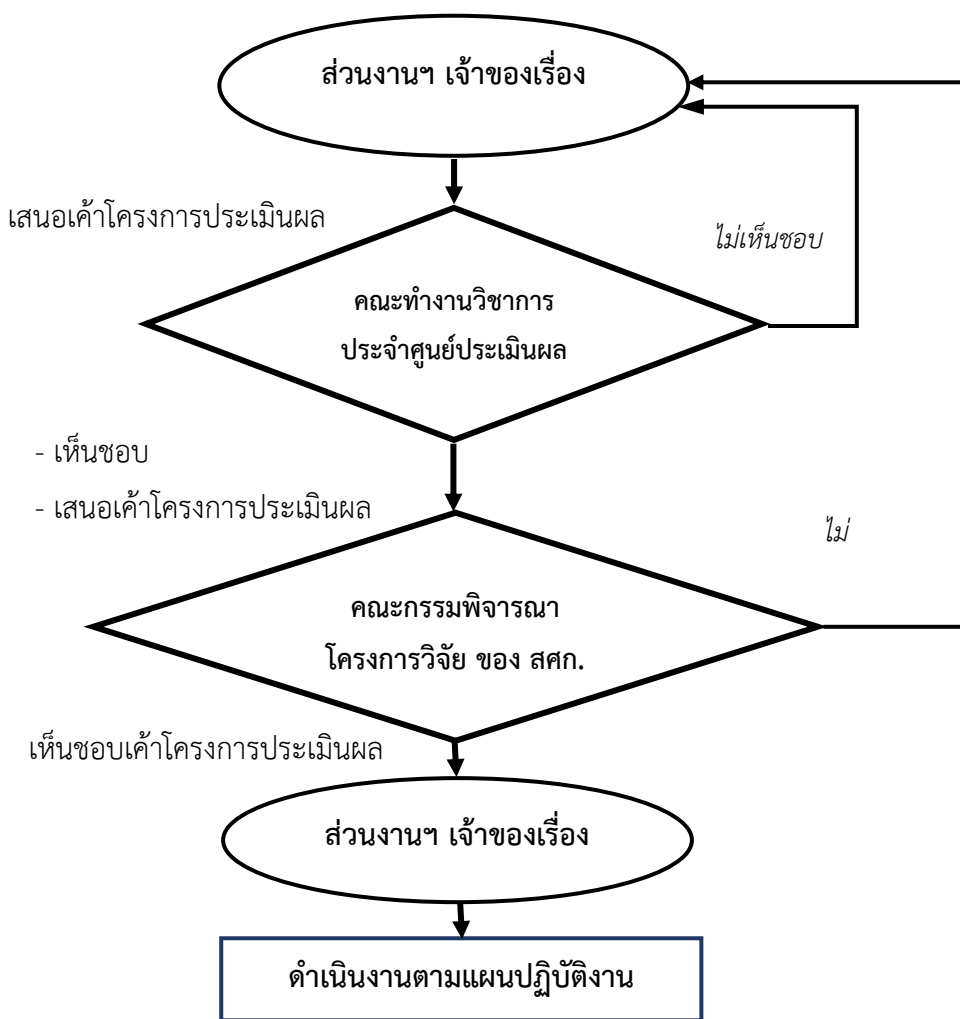 ส่วนงานฯ เจ้าของเรื่อง
เสนอเค้าโครงการประเมินผล
ไม่เห็นชอบ
คณะทำงานวิชาการ
ประจำศูนย์ประเมินผล
- เห็นชอบ
- เสนอเค้าโครงการประเมินผล
ไม่
คณะกรรมพิจารณา
โครงการวิจัย ของ สศก.
เห็นชอบเค้าโครงการประเมินผล
ส่วนงานฯ เจ้าของเรื่อง
ดำเนินงานตามแผนปฏิบัติงาน